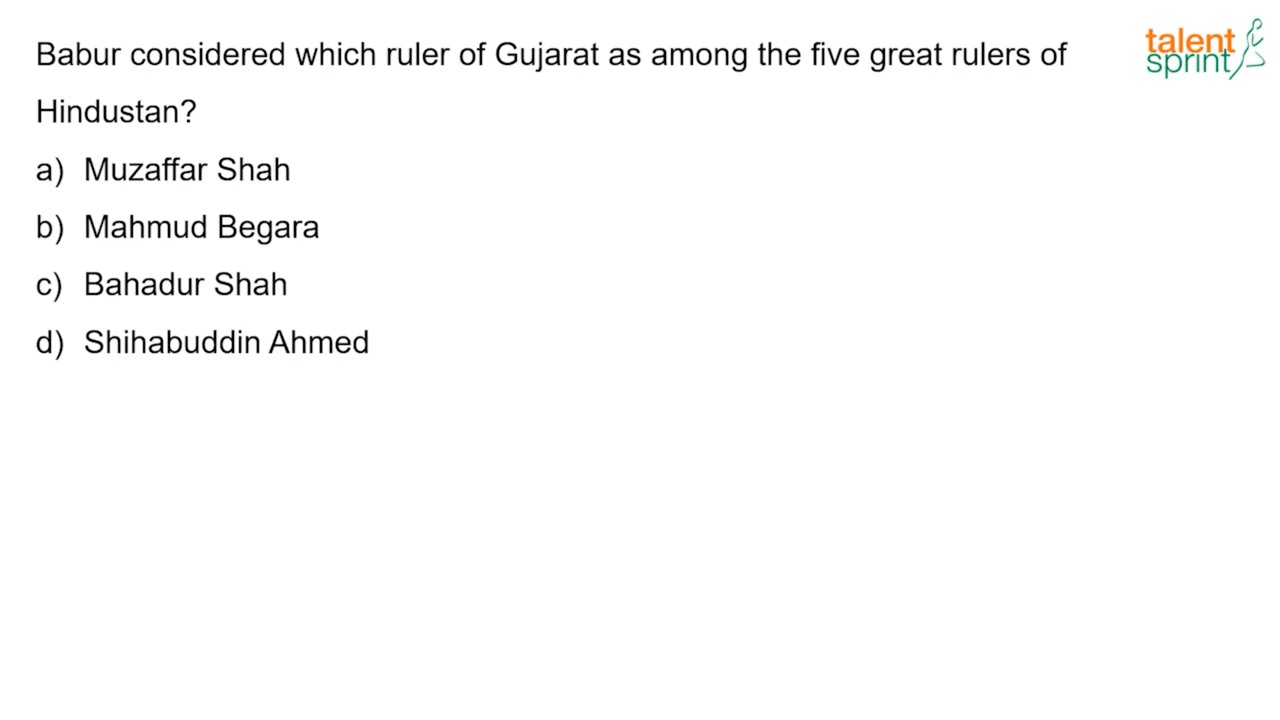 Babur considered which ruler of Gujarat as among the five great rulers of
Hindustan?
a) Muzaffar Shah
b) Mahmud Begara
c) Bahadur Shah
d) Shihabuddin Ahmed
talent
sprint